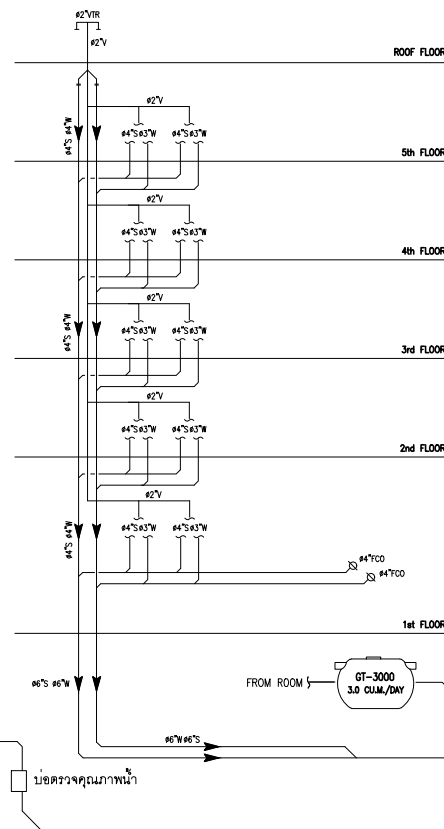 ø2"VTR
ø2"V
ROOF FLOOR
ø2"V
ø4"S ø4"W
ø4"S ø3"W ø4"S ø3"W
5th FLOOR
ø2"V
ø4"S ø3"W ø4"S ø3"W
4th FLOOR
ø2"V
ø4"S ø4"W
ø4"S ø3"W ø4"S ø3"W
3rd FLOOR
ø2"V
ø4"S ø3"W ø4"S ø3"W
2nd FLOOR
ø2"V
ø4"S ø4"W
ø4"S ø3"W ø4"S ø3"W
ø4"FCO
ø4"FCO
1st FLOOR
ø6"S ø6"W
FROM ROOM
GT-3000
3.0 CU.M./DAY
ø6"W ø6"S
บ่อตรวจคุณภาพน้ำ